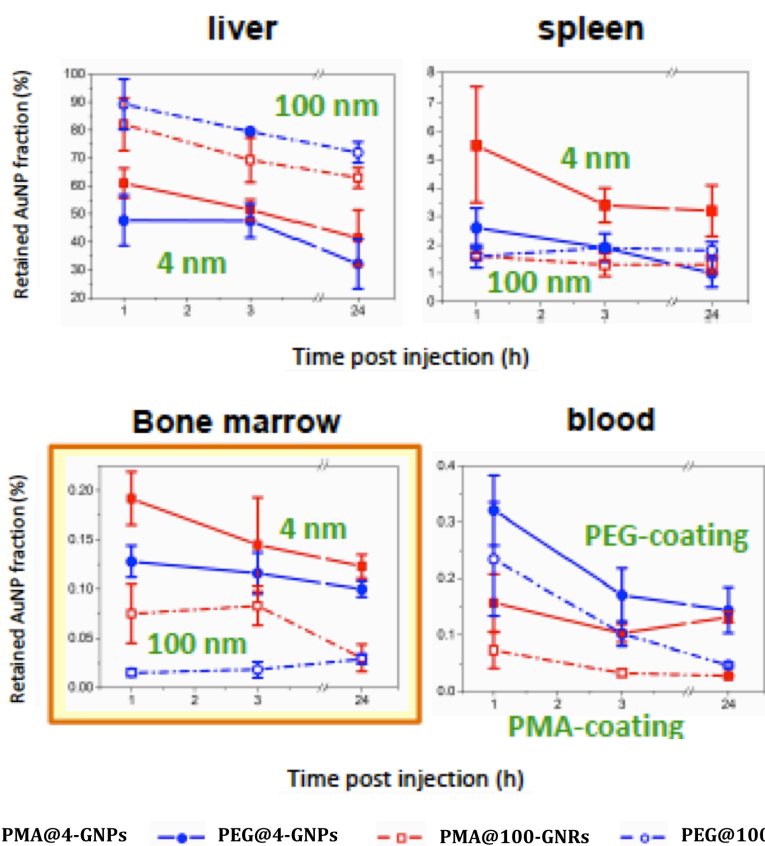 liver
spleen
Retained AuNP fraction (%)
100
90
80
70
60
50
40
30
20
100 nm
4 nm
1
2
3
24
8
7
6
5
4
3
2
1
0
4 nm
100 nm
1
2
3
24
Time post injection (h)
Bone marrow
blood
Retained AuNP fraction (%)
0.20
0.15
0.10
0.05
0.00
4 nm
100 nm
1
2
3
24
0.4
0.3
0.2
0.1
0.0
PEG-coating
1
2
3
24
PMA-coating
Time post injection (h)
PMA@4-GNPs PEG@4-GNPs PMA@100-GNRs PEG@100